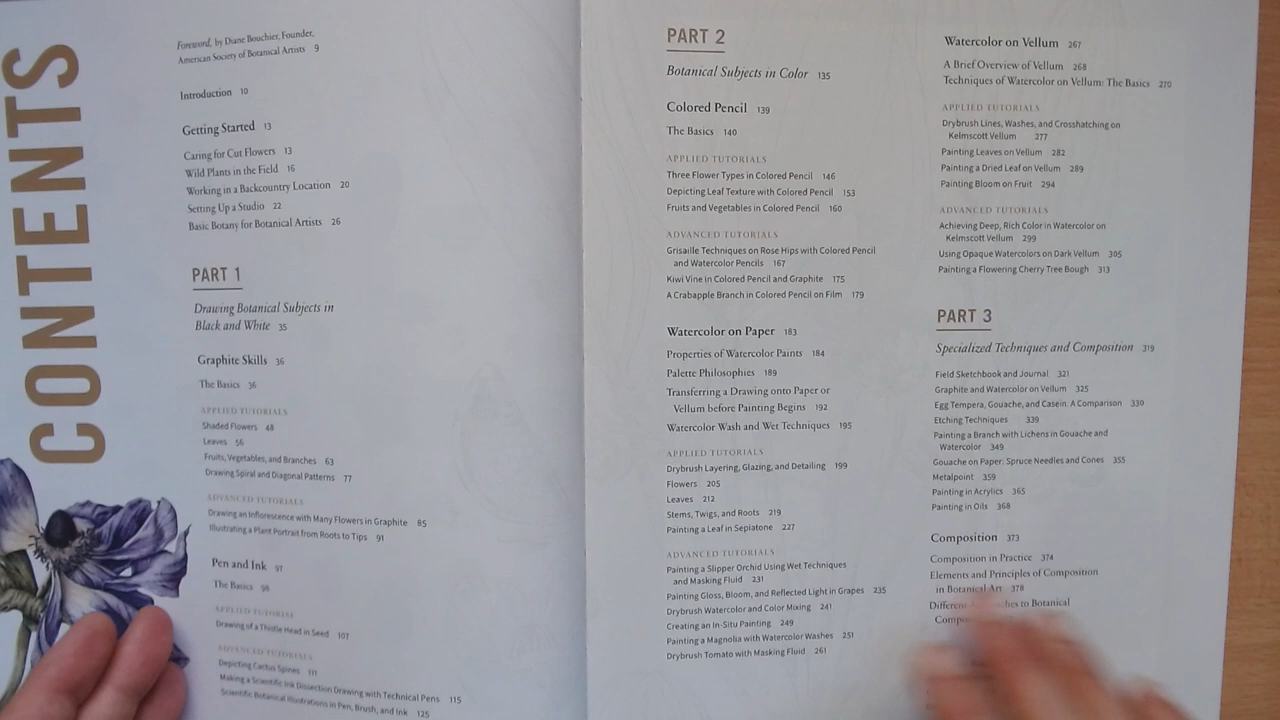 CONTENTS
Foreword, by Diane Bouchier, Founder,
American Society of Botanical Artists 9
Introduction 10
Getting Started 13
Caring for Cut Flowers 13
Wild Plants in the Field 16
Working in a Backcountry Location 20
Setting Up a Studio 22
Basic Botany for Botanical Artists 26
PART 1
Drawing Botanical Subjects in
Black and White 35
Graphite Skills 36
The Basics 36
APPLIED TUTORIALS
Shaded Flowers 48
Leaves 56
Fruits, Vegetables, and Branches 63
Drawing Spiral and Diagonal Patterns 77
ADVANCED TUTORIALS
Drawing an Inflorescence with Many Flowers in Graphite 85
Illustrating a Plant Portrait from Roots to Tips 91
Pen and Ink 97
The Basics 98
APPLIED TUTORIAL
Drawing of a Thistle Head in Seed 107
ADVANCED TUTORIALS
Depicting Cactus Spines 111
Making a Scientific Ink Dissection Drawing with Technical Pens 115
Scientific Botanical Illustrations in Pen, Brush, and Ink 125
PART 2
Botanical Subjects in Color 135
Colored Pencil 139
The Basics 140
APPLIED TUTORIALS
Three Flower Types in Colored Pencil 146
Depicting Leaf Texture with Colored Pencil 153
Fruits and Vegetables in Colored Pencil 160
ADVANCED TUTORIALS
Grisaille Techniques on Rose Hips with Colored Pencil
and Watercolor Pencils 167
Kiwi Vine in Colored Pencil and Graphite 175
A Crabapple Branch in Colored Pencil on Film 179
Watercolor on Paper 183
Properties of Watercolor Paints 184
Palette Philosophies 189
Transferring a Drawing onto Paper or
Vellum before Painting Begins 192
Watercolor Wash and Wet Techniques 195
APPLIED TUTORIALS
Drybrush Layering, Glazing, and Detailing 199
Flowers 205
Leaves 212
Stems, Twigs, and Roots 219
Painting a Leaf in Sepiatone 227
ADVANCED TUTORIALS
Painting a Slipper Orchid Using Wet Techniques
and Masking Fluid 231
Painting Gloss, Bloom, and Reflected Light in Grapes 235
Drybrush Watercolor and Color Mixing 241
Creating an In-Situ Painting 249
Painting a Magnolia with Watercolor Washes 251
Drybrush Tomato with Masking Fluid 261
Watercolor on Vellum 267
A Brief Overview of Vellum 268
Techniques of Watercolor on Vellum: The Basics 270
APPLIED TUTORIALS
Drybrush Lines, Washes, and Crosshatching on
Kelmscott Vellum 277
Painting Leaves on Vellum 282
Painting a Dried Leaf on Vellum 289
Painting Bloom on Fruit 294
ADVANCED TUTORIALS
Achieving Deep, Rich Color in Watercolor on
Kelmscott Vellum 299
Using Opaque Watercolors on Dark Vellum 305
Painting a Flowering Cherry Tree Bough 313
PART 3
Specialized Techniques and Composition 319
Field Sketchbook and Journal 321
Graphite and Watercolor on Vellum 325
Egg Tempera, Gouache, and Casein: A Comparison 330
Etching Techniques 339
Painting a Branch with Lichens in Gouache and
Watercolor 349
Gouache on Paper: Spruce Needles and Cones 355
Metalpoint 359
Painting in Acrylics 365
Painting in Oils 368
Composition 373
Composition in Practice 374
Elements and Principles of Composition
in Botanical Art 378
to Botanical